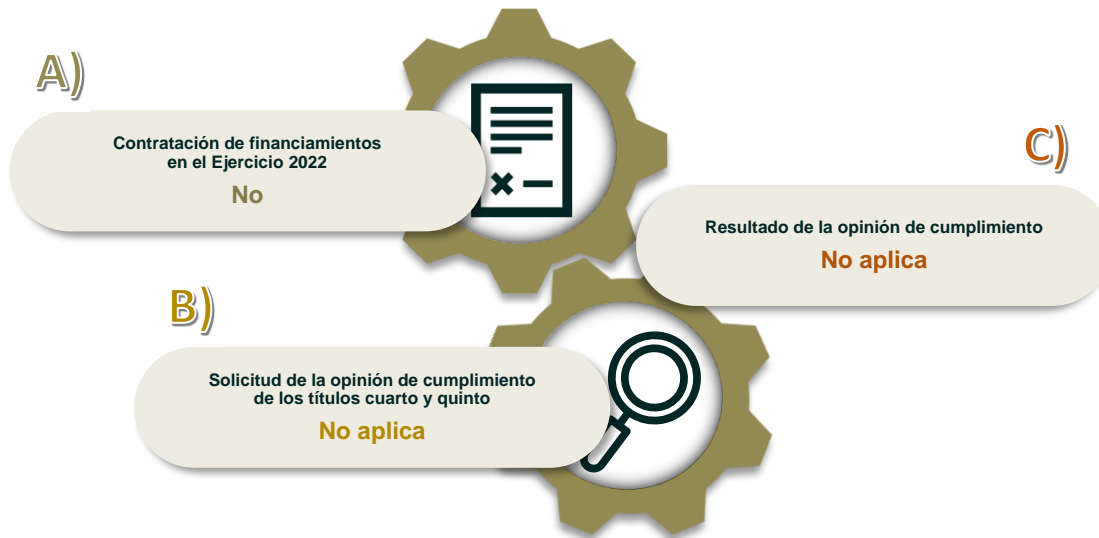 A)
Contratación de financiamientos
en el Ejercicio 2022
No
B)
Solicitud de la opinión de cumplimiento
de los títulos cuarto y quinto
No aplica
C)
Resultado de la opinión de cumplimiento
No aplica